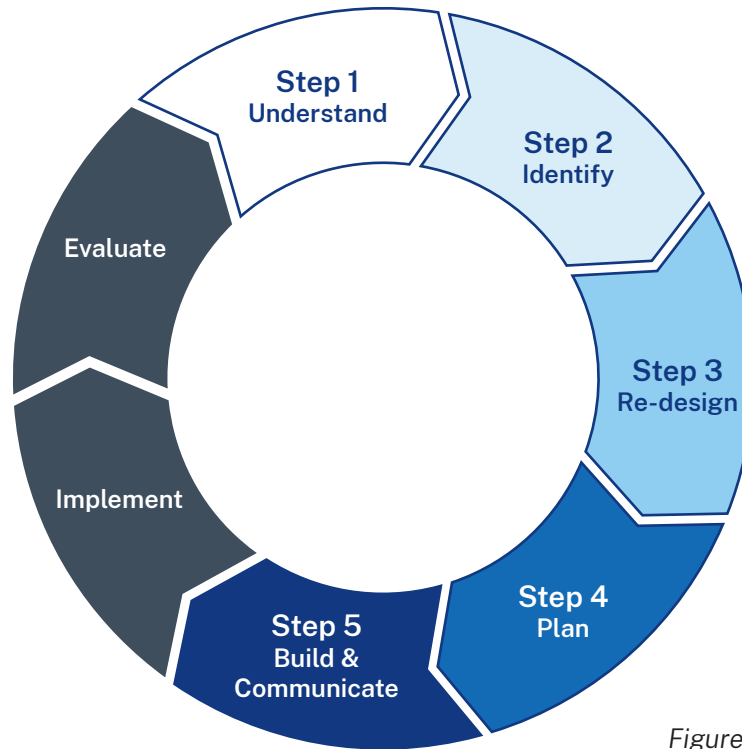 Step 1
Understand
Step 2
Identify
Step 3
Re-design
Step 4
Plan
Step 5
Build &
Communicate
Implement
Evaluate
Figure